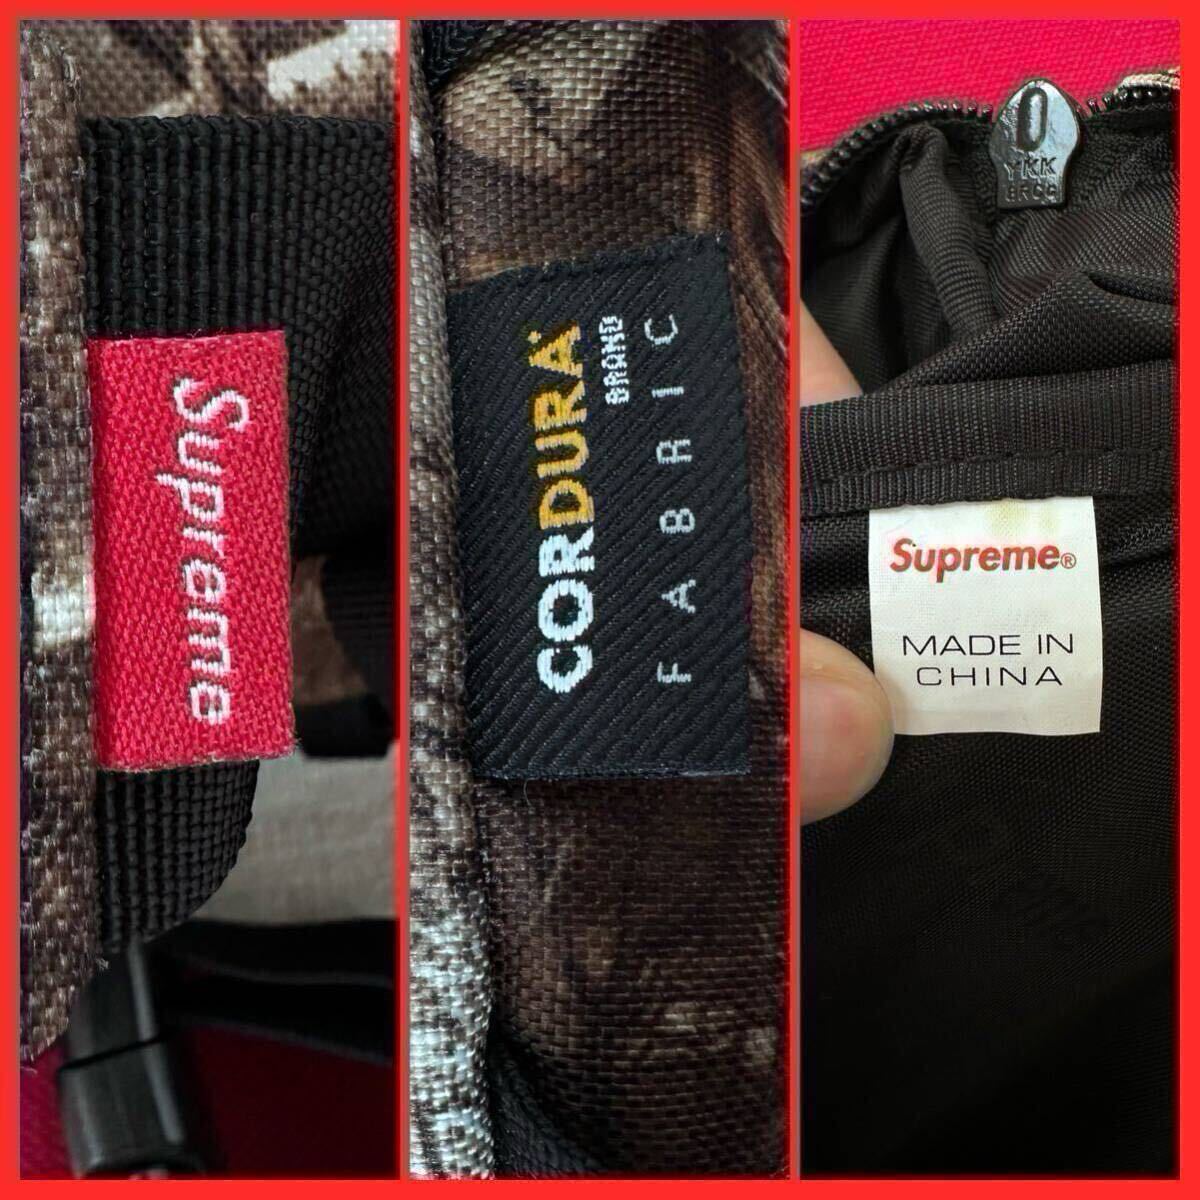 Supreme
CORDURA®
BRAND
FABRIC
YKK
Supreme®
MADE IN
CHINA